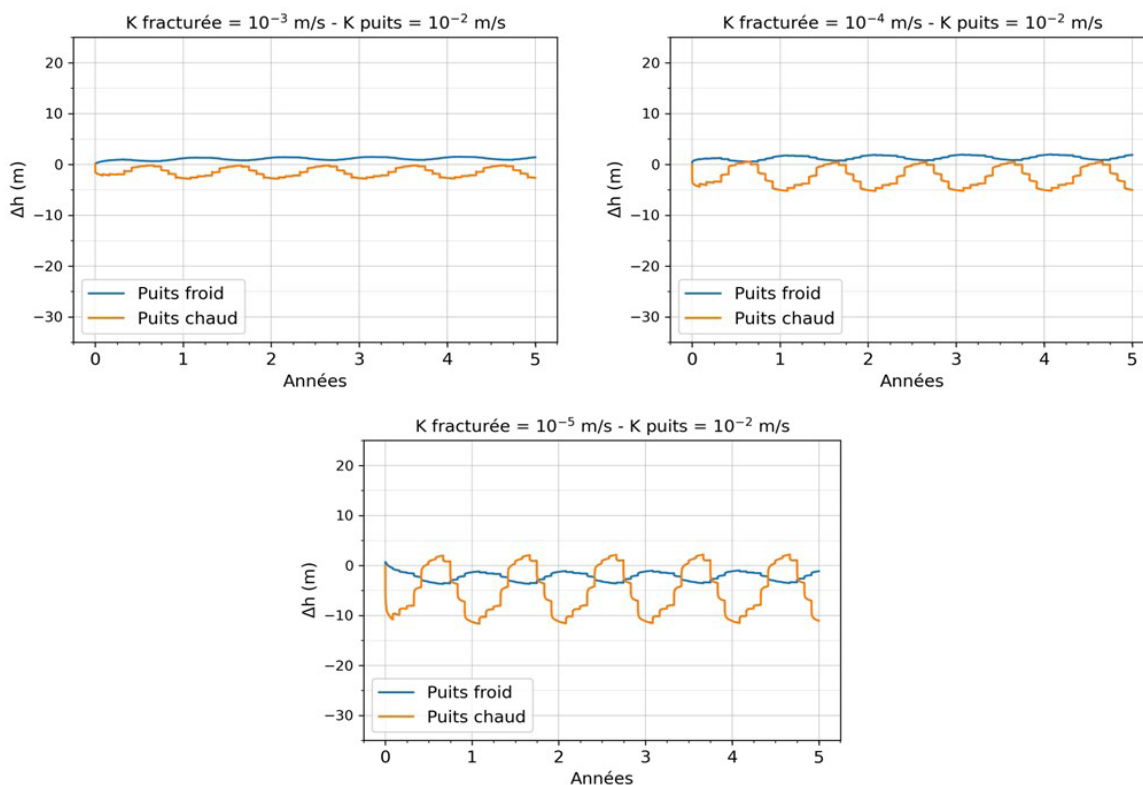 K fracturée = 10⁻³ m/s - K puits = 10⁻² m/s
20
10
0
−10
−20
−30
Δh (m)
Puits froid
Puits chaud
0 1 2 3 4 5
Années
K fracturée = 10⁻⁴ m/s - K puits = 10⁻² m/s
20
10
0
−10
−20
−30
Δh (m)
Puits froid
Puits chaud
0 1 2 3 4 5
Années
K fracturée = 10⁻⁵ m/s - K puits = 10⁻² m/s
20
10
0
−10
−20
−30
Δh (m)
Puits froid
Puits chaud
0 1 2 3 4 5
Années